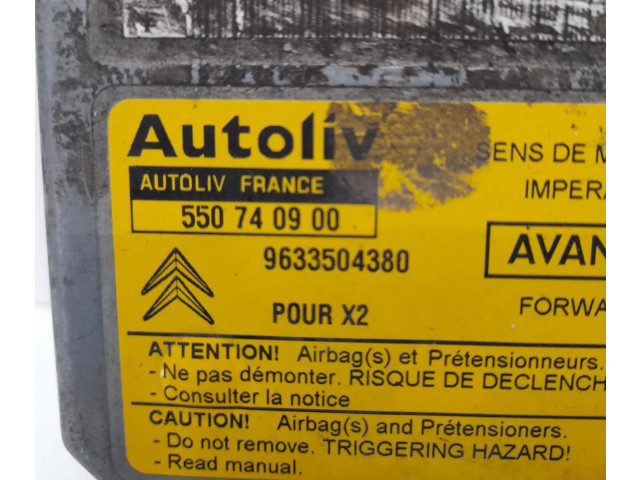 Autoliv
SENS DE
AUTOLIV FRANCE
IMPERA
550 74 09 00
9633504380
AVAN
POUR X2
FORWA
ATTENTION! Airbag(s) et Prétensionneurs.
- Ne pas démonter. RISQUE DE DECLENCH
- Consulter la notice
CAUTION! Airbag(s) and Prétensioners.
- Do not remove. TRIGGERING HAZARD!
- Read manual.